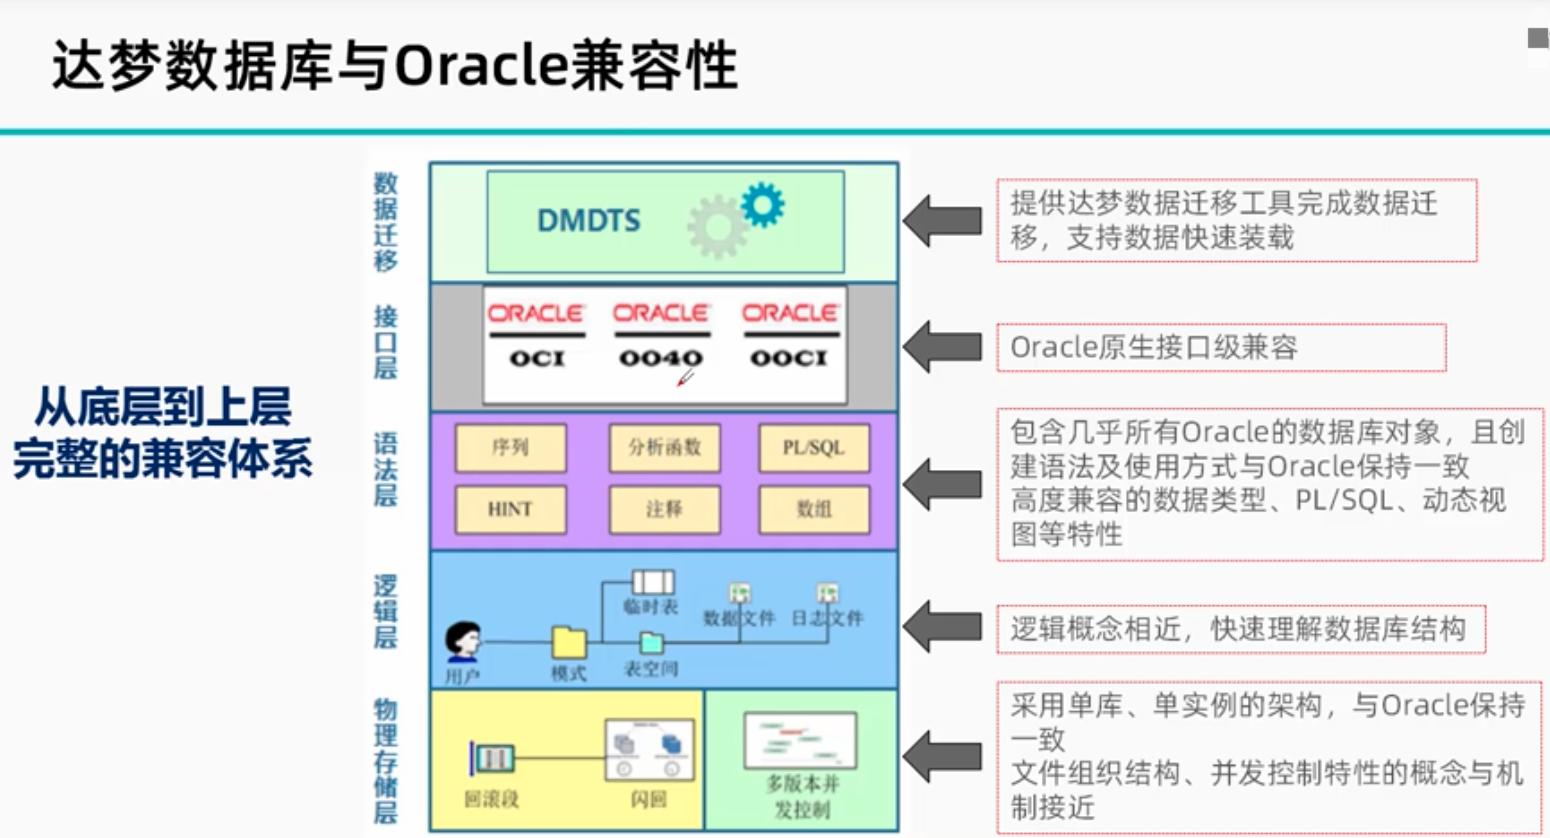 达梦数据库与Oracle兼容性
从底层到上层
完整的兼容体系
数据迁移
DMDTS
提供达梦数据迁移工具完成数据迁
移，支持数据快速装载
接口层
ORACLE ORACLE ORACLE
OCI OO4O OOCI
Oracle原生接口级兼容
语法层
序列 分析函数 PL/SQL
HINT 注释 数组
包含几乎所有Oracle的数据库对象，且创
建语法及使用方式与Oracle保持一致
高度兼容的数据类型、PL/SQL、动态视
图等特性
逻辑层
临时表
数据文件 日志文件
用户 模式 表空间
逻辑概念相近，快速理解数据库结构
物理存储层
回滚段 闪回
多版本并
发控制
采用单库、单实例的架构，与Oracle保持
一致
文件组织结构、并发控制特性的概念与机
制接近